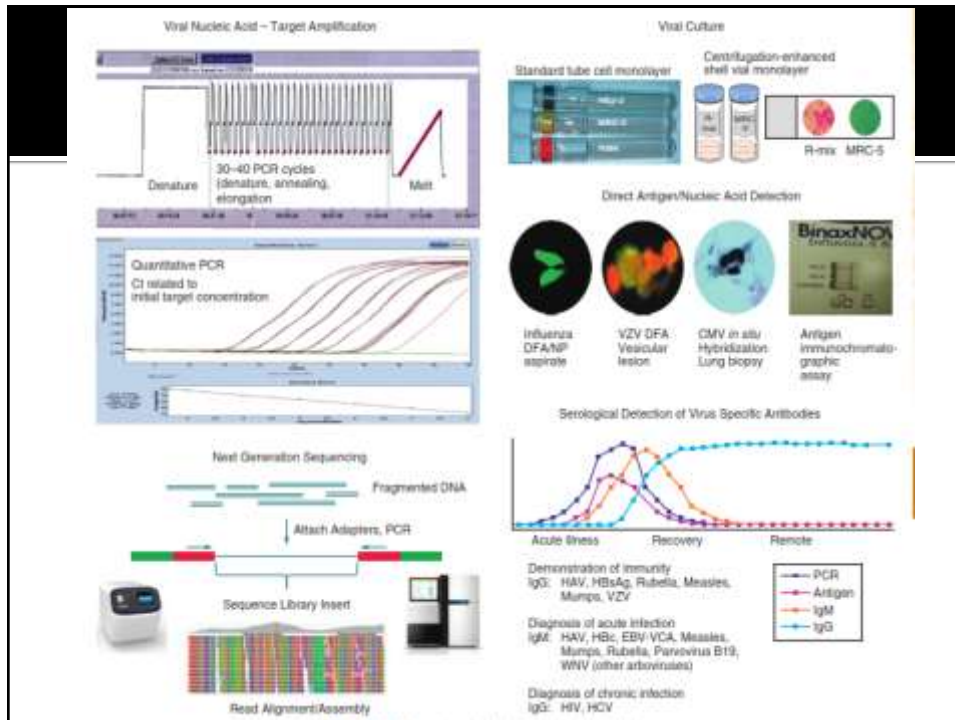 Viral Nucleic Acid – Target Amplification
Denature
30–40 PCR cycles
(denature, annealing,
elongation
Melt
Quantitative PCR
Ct related to
initial target concentration
Next Generation Sequencing
Fragmented DNA
Attach Adapters, PCR
Sequence Library Insert
Read Alignment/Assembly
Viral Culture
Standard tube cell monolayer
Centrifugation-enhanced
shell vial monolayer
R-mix MRC-5
Direct Antigen/Nucleic Acid Detection
BinaxNOW
Influenza
Influenza
DFA/NP
aspirate
VZV DFA
Vesicular
lesion
CMV in situ
Hybridization
Lung biopsy
Antigen
immunochromato-
graphic
assay
Serological Detection of Virus Specific Antibodies
Acute Illness Recovery Remote
PCR
Antigen
IgM
IgG
Demonstration of immunity
IgG: HAV, HBsAg, Rubella, Measles,
Mumps, VZV
Diagnosis of acute infection
IgM: HAV, HBc, EBV-VCA, Measles,
Mumps, Rubella, Parvovirus B19,
WNV (other arboviruses)
Diagnosis of chronic infection
IgG: HIV, HCV